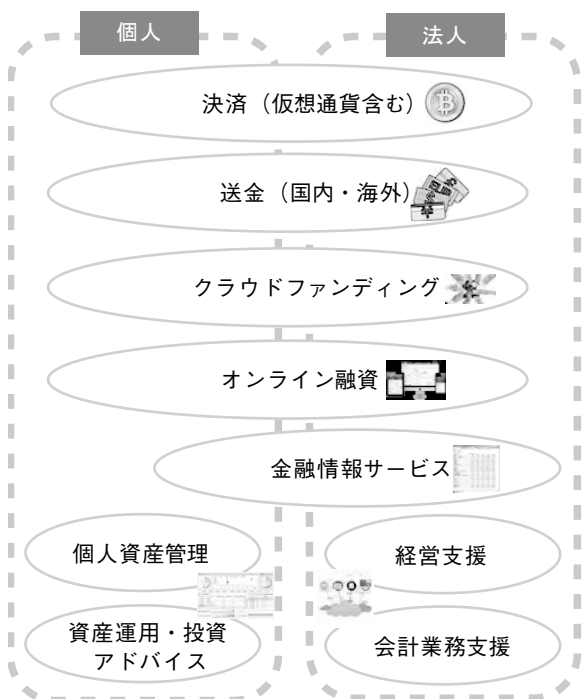 個人
法人
決済（仮想通貨含む）
送金（国内・海外）
クラウドファンディング
オンライン融資
金融情報サービス
個人資産管理
経営支援
資産運用・投資
アドバイス
会計業務支援